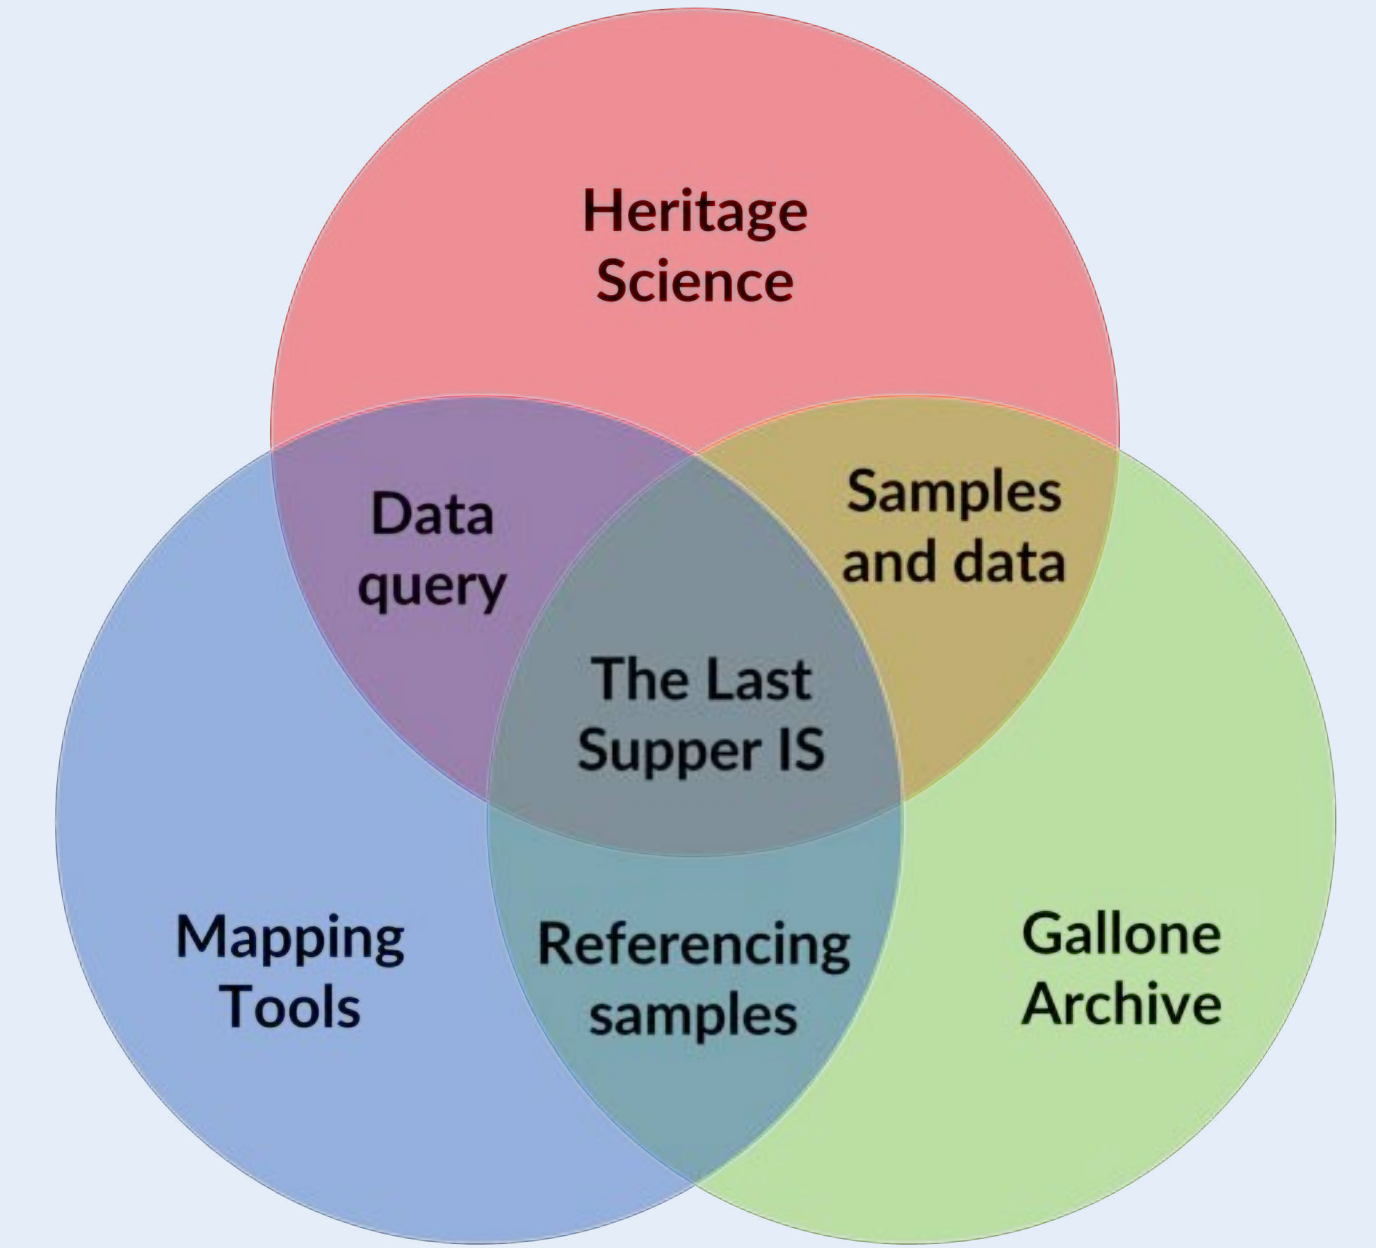 Heritage
Science
Data
query
Samples
and data
The Last
Supper IS
Mapping
Tools
Referencing
samples
Gallone
Archive